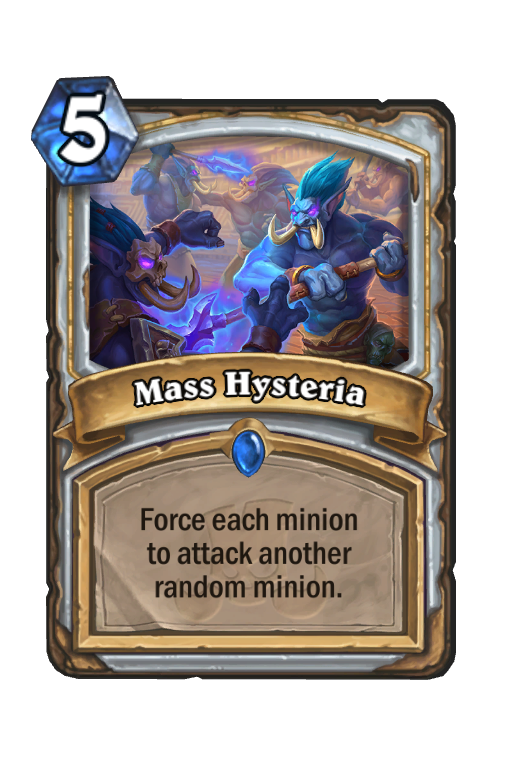 5
Mass Hysteria
Force each minion
to attack another
random minion.